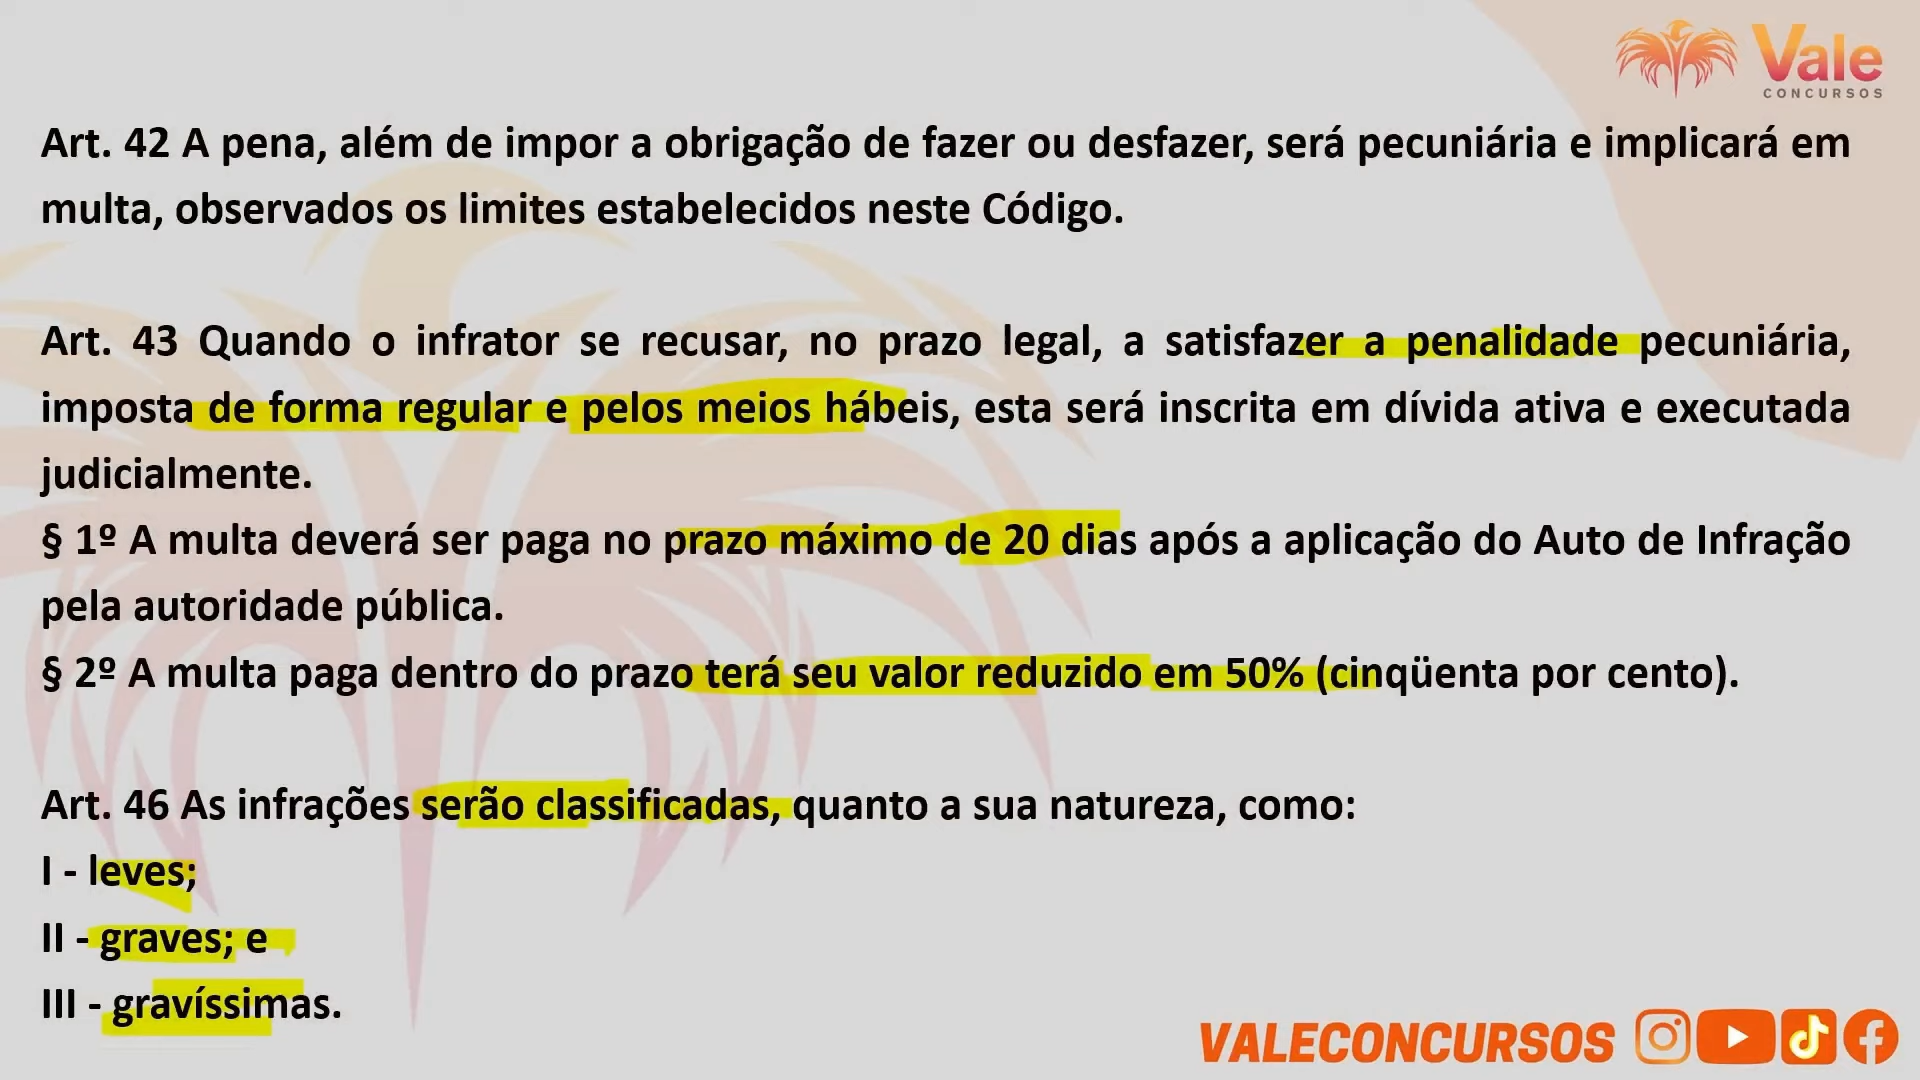 Vale
CONCURSOS
Art. 42 A pena, além de impor a obrigação de fazer ou desfazer, será pecuniária e implicará em
multa, observados os limites estabelecidos neste Código.
Art. 43 Quando o infrator se recusar, no prazo legal, a satisfazer a penalidade pecuniária,
imposta de forma regular e pelos meios hábeis, esta será inscrita em dívida ativa e executada
judicialmente.
§ 1º A multa deverá ser paga no prazo máximo de 20 dias após a aplicação do Auto de Infração
pela autoridade pública.
§ 2º A multa paga dentro do prazo terá seu valor reduzido em 50% (cinqüenta por cento).
Art. 46 As infrações serão classificadas, quanto a sua natureza, como:
I - leves;
II - graves; e
III - gravíssimas.
VALECONCURSOS